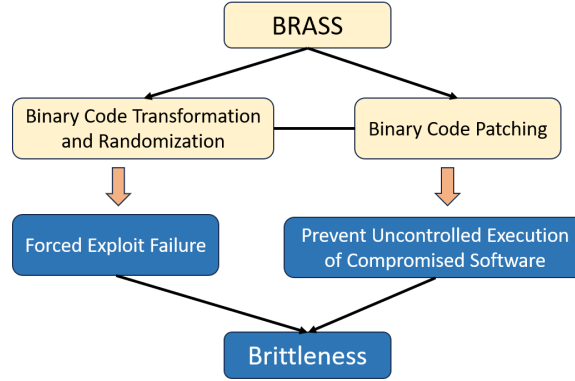 BRASS
Binary Code Transformation
and Randomization
Binary Code Patching
Forced Exploit Failure
Prevent Uncontrolled Execution
of Compromised Software
Brittleness